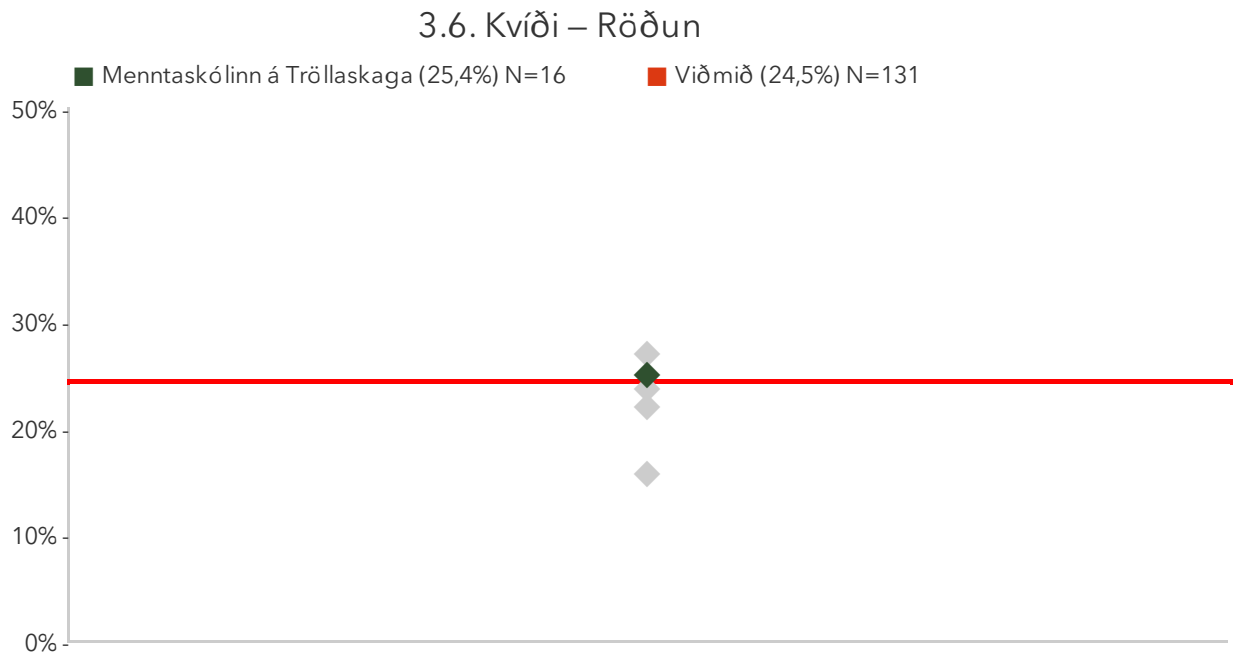 3.6. Kvíði – Röðun
Menntaskólinn á Tröllaskaga (25,4%) N=16
Viðmið (24,5%) N=131
50%
40%
30%
20%
10%
0%